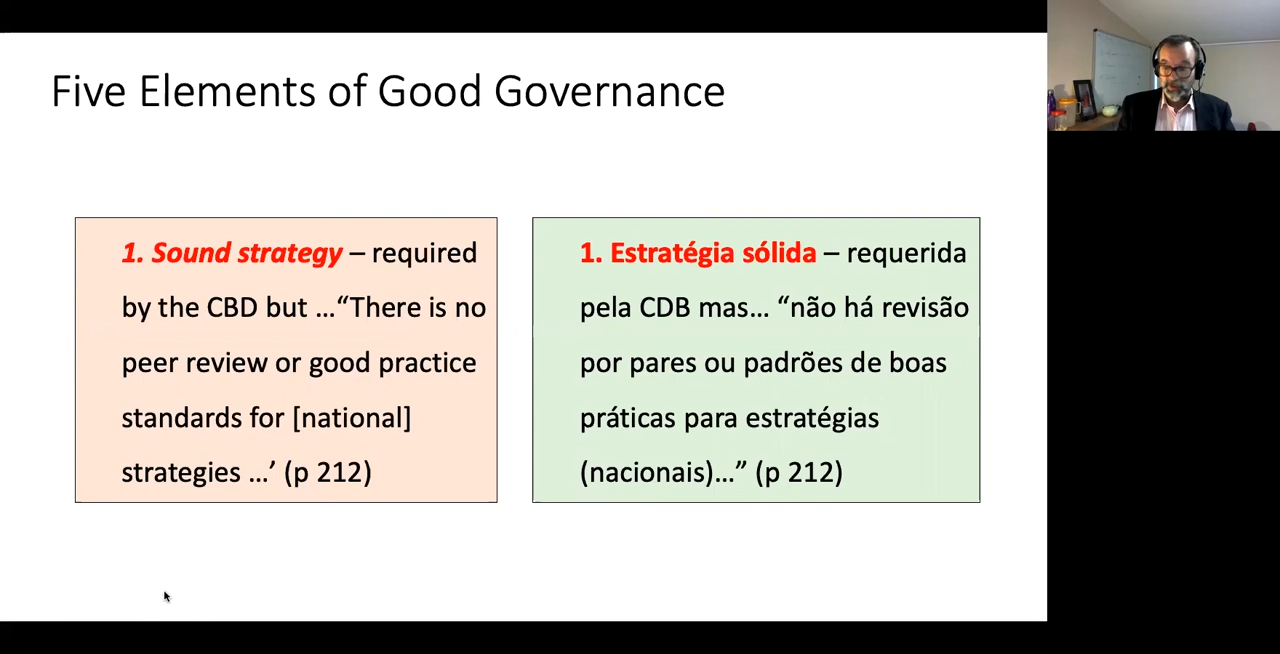 Five Elements of Good Governance
1. Sound strategy – required
by the CBD but …“There is no
peer review or good practice
standards for [national]
strategies …’ (p 212)
1. Estratégia sólida – requerida
pela CDB mas… “não há revisão
por pares ou padrões de boas
práticas para estratégias
(nacionais)…” (p 212)